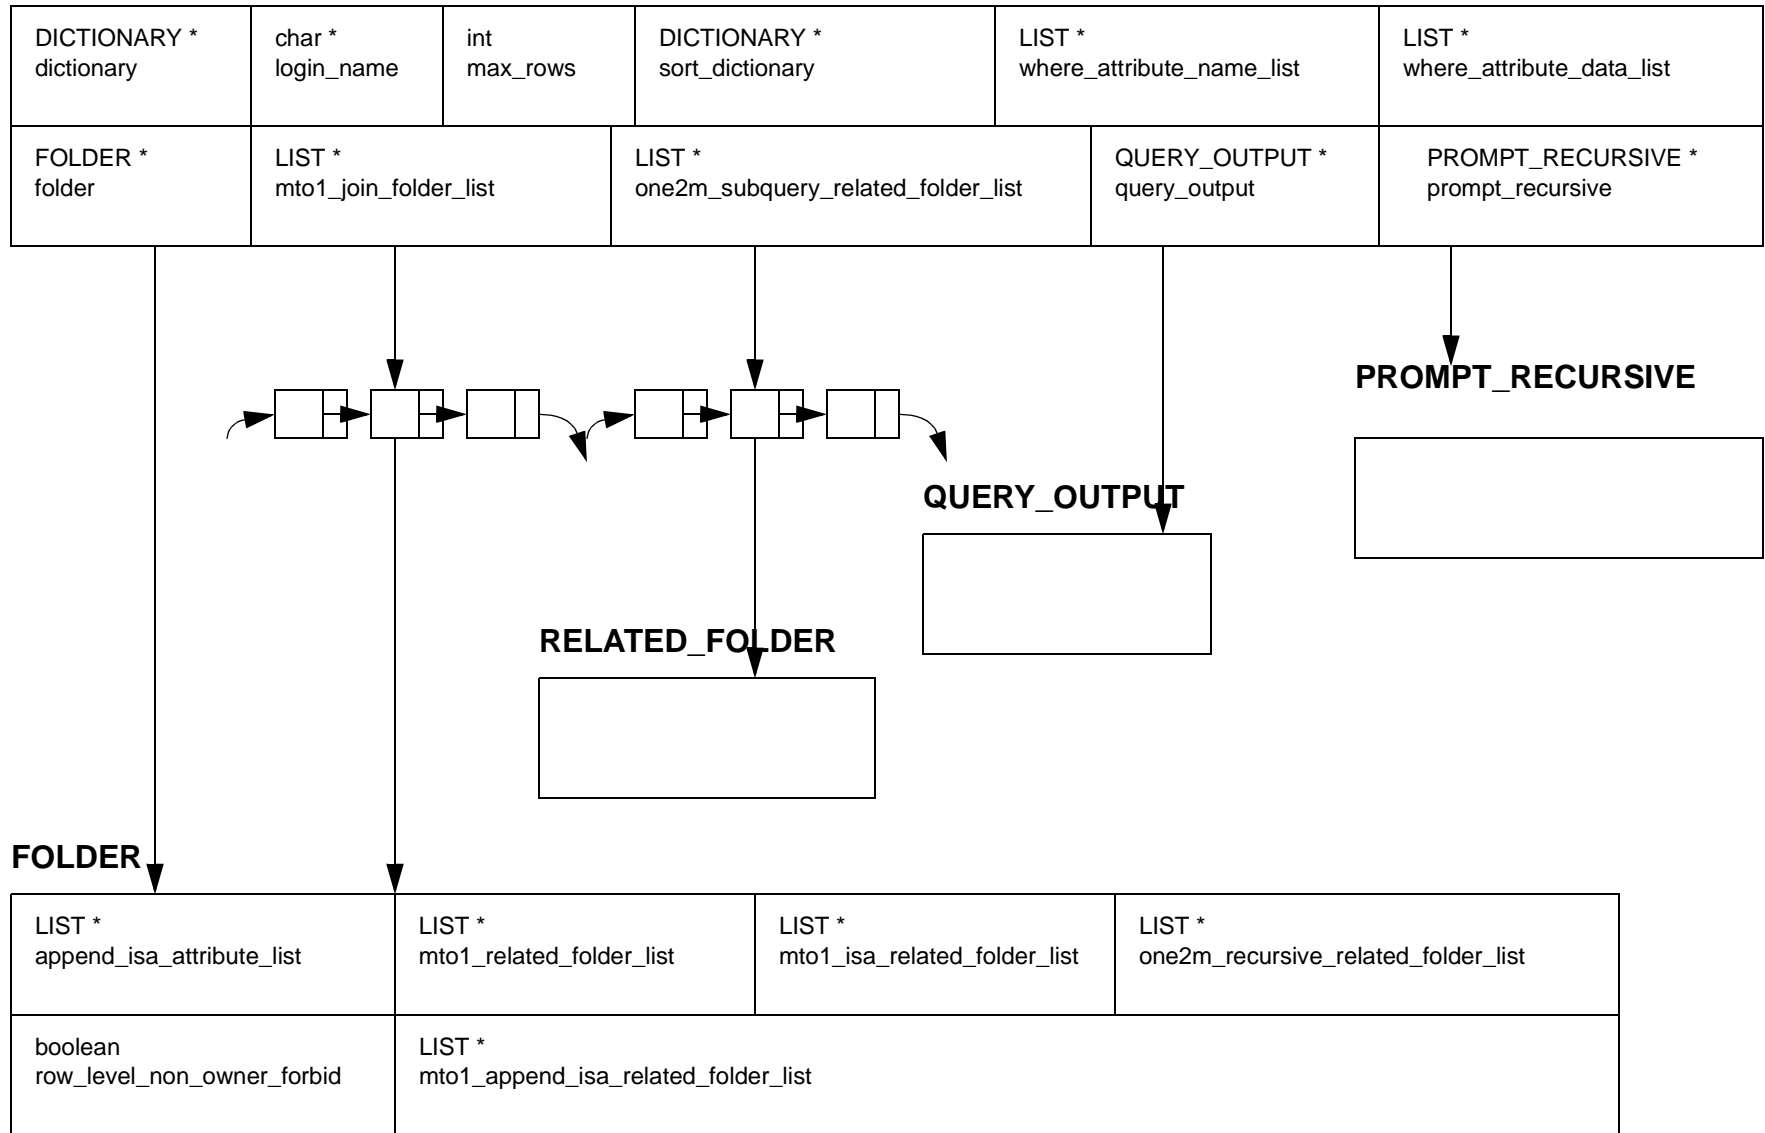 DICTIONARY *
dictionary
char *
login_name
int
max_rows
DICTIONARY *
sort_dictionary
LIST *
where_attribute_name_list
LIST *
where_attribute_data_list
FOLDER *
folder
LIST *
mto1_join_folder_list
LIST *
one2m_subquery_related_folder_list
QUERY_OUTPUT *
query_output
PROMPT_RECURSIVE *
prompt_recursive
PROMPT_RECURSIVE
QUERY_OUTPUT
RELATED_FOLDER
FOLDER
LIST *
append_isa_attribute_list
LIST *
mto1_related_folder_list
LIST *
mto1_isa_related_folder_list
LIST *
one2m_recursive_related_folder_list
boolean
row_level_non_owner_forbid
LIST *
mto1_append_isa_related_folder_list